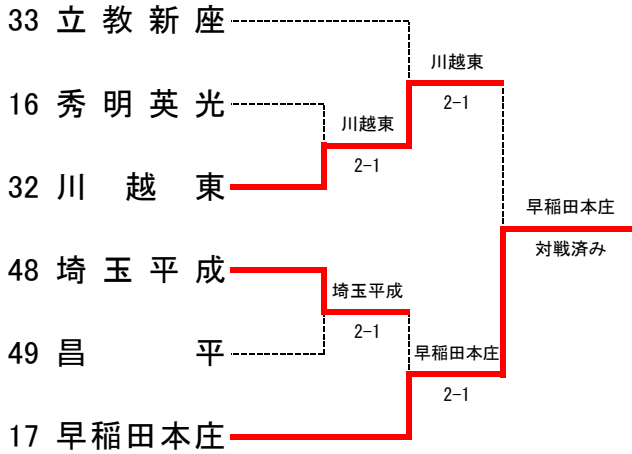 33 立教新座
川越東
2-1
16 秀明英光
川越東
2-1
32 川越東
早稲田本庄
対戦済み
48 埼玉平成
埼玉平成
2-1
49 昌平
早稲田本庄
2-1
17 早稲田本庄